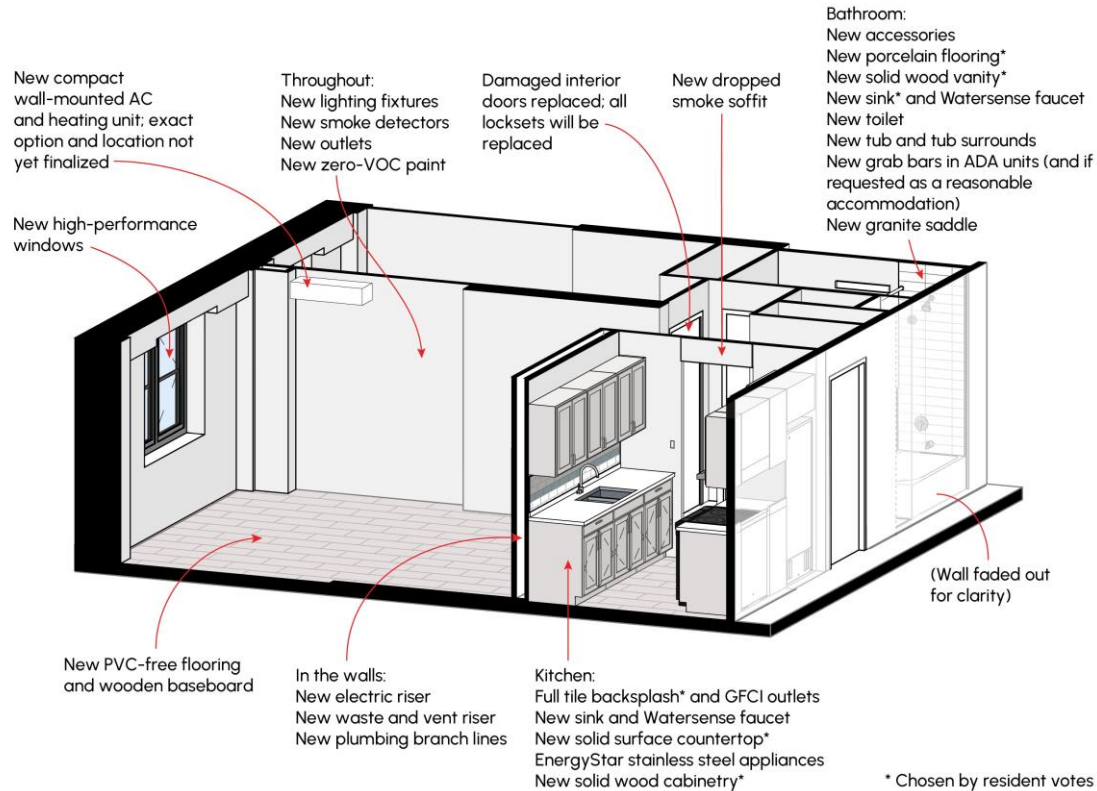 New compact
wall-mounted AC
and heating unit; exact
option and location not
yet finalized
Throughout:
New lighting fixtures
New smoke detectors
New outlets
New zero-VOC paint
Damaged interior
doors replaced; all
locksets will be
replaced
New dropped
smoke soffit
Bathroom:
New accessories
New porcelain flooring*
New solid wood vanity*
New sink* and Watersense faucet
New toilet
New tub and tub surrounds
New grab bars in ADA units (and if
requested as a reasonable
accommodation)
New granite saddle
New high-performance
windows
(Wall faded out
for clarity)
New PVC-free flooring
and wooden baseboard
In the walls:
New electric riser
New waste and vent riser
New plumbing branch lines
Kitchen:
Full tile backsplash* and GFCI outlets
New sink and Watersense faucet
New solid surface countertop*
EnergyStar stainless steel appliances
New solid wood cabinetry*
* Chosen by resident votes